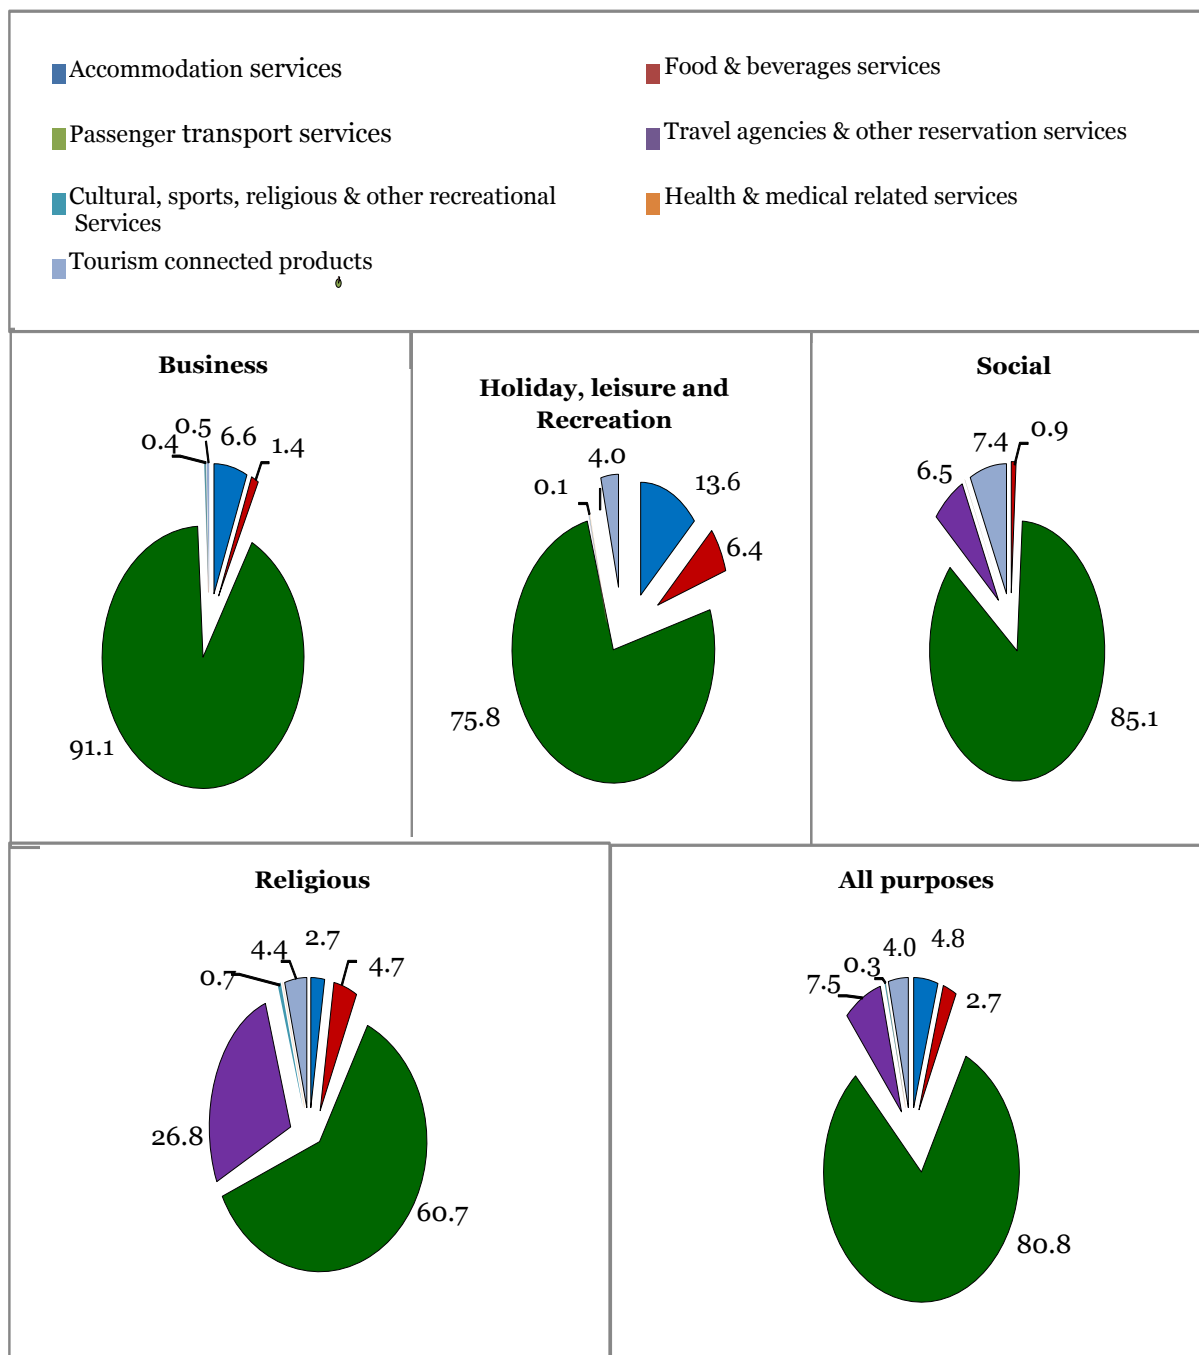 Accommodation services
Food & beverages services
Passenger transport services
Travel agencies & other reservation services
Cultural, sports, religious & other recreational
Services
Health & medical related services
Tourism connected products
Business
0.4
0.5
6.6
1.4
91.1
Holiday, leisure and
Recreation
4.0
0.1
13.6
6.4
75.8
Social
6.5
7.4
0.9
85.1
Religious
0.7
4.4
2.7
4.7
26.8
60.7
All purposes
7.5
0.3
4.0
4.8
2.7
80.8